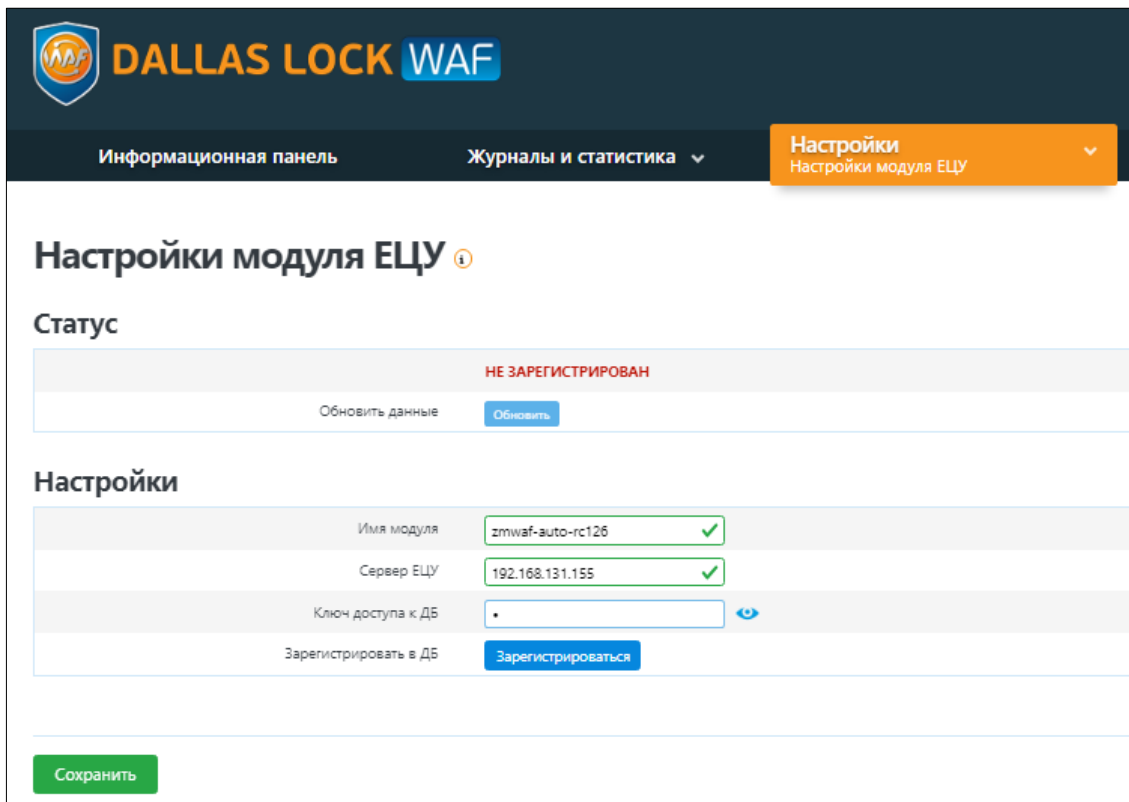 WAF DALLAS LOCK WAF
Информационная панель
Журналы и статистика
Настройки
Настройки модуля ЕЦУ
Настройки модуля ЕЦУ i
Статус
НЕ ЗАРЕГИСТРИРОВАН
Обновить данные Обновить
Настройки
Имя модуля zmwaf-auto-rc126
Сервер ЕЦУ 192.168.131.155
Ключ доступа к ДБ •
Зарегистрировать в ДБ Зарегистрироваться
Сохранить